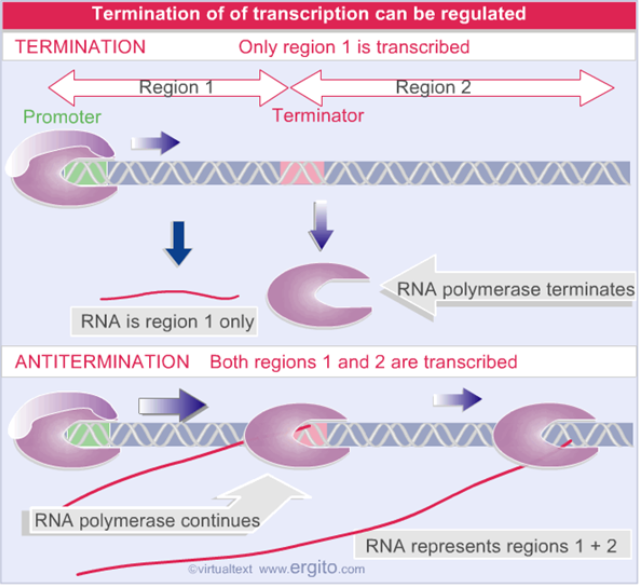 Termination of of transcription can be regulated
TERMINATION Only region 1 is transcribed
Region 1 Region 2
Promoter Terminator
RNA polymerase terminates
RNA is region 1 only
ANTITERMINATION Both regions 1 and 2 are transcribed
RNA polymerase continues
RNA represents regions 1 + 2
©virtualtext www.ergito.com